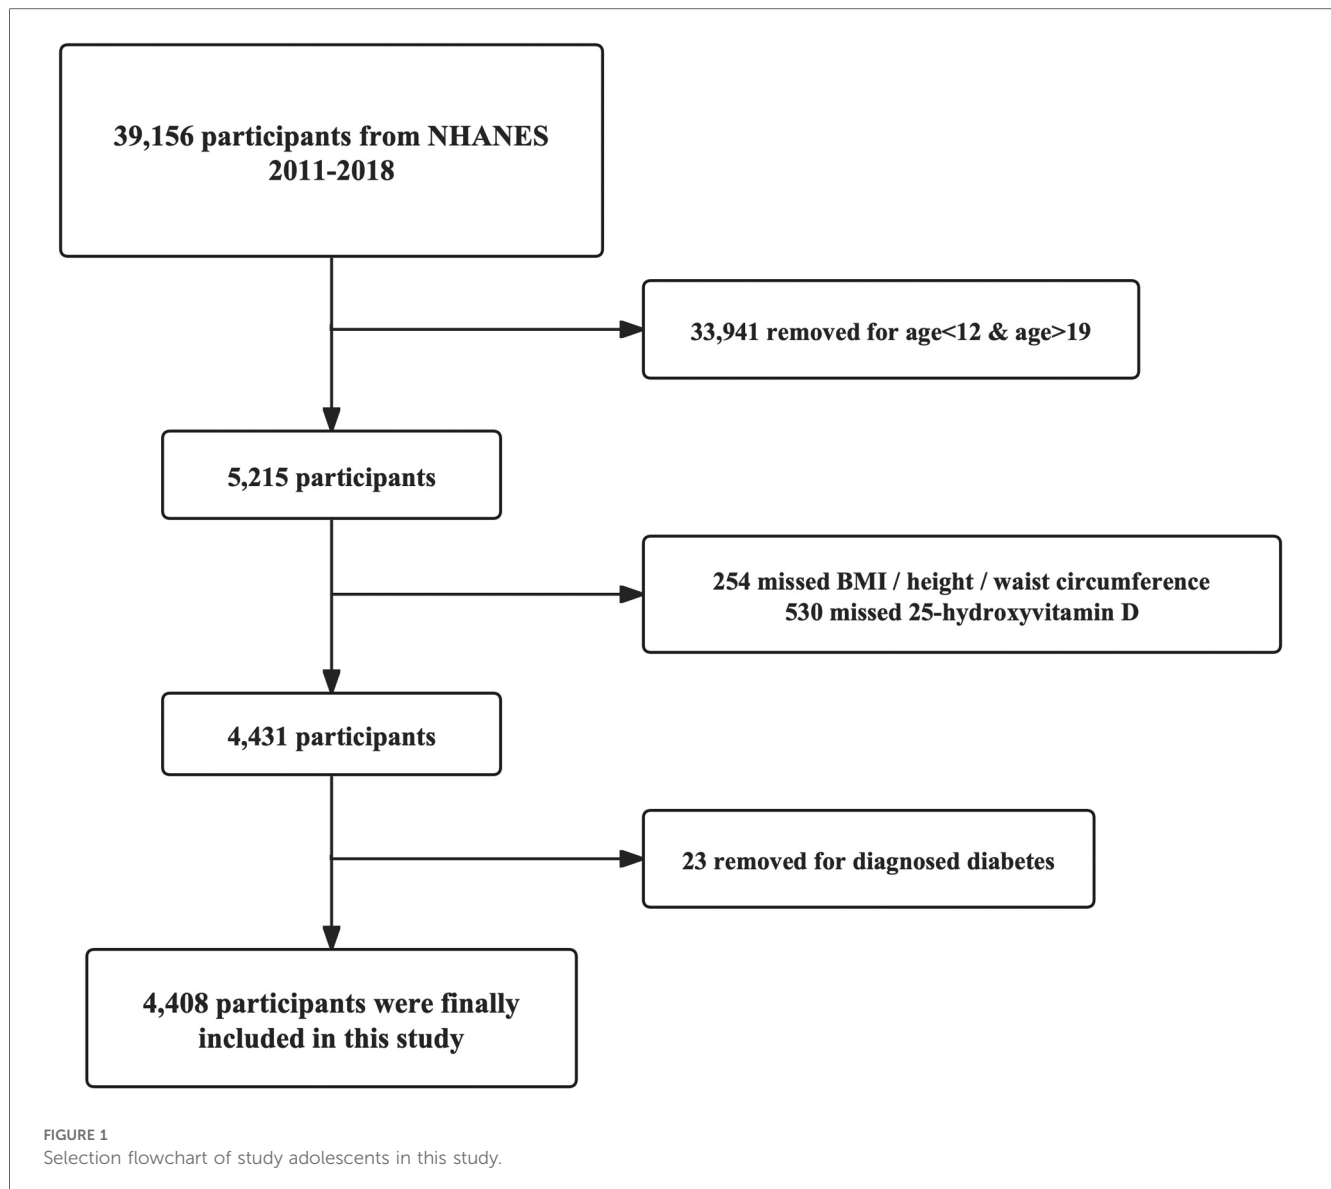 39,156 participants from NHANES
2011-2018
33,941 removed for age<12 & age>19
5,215 participants
254 missed BMI / height / waist circumference
530 missed 25-hydroxyvitamin D
4,431 participants
23 removed for diagnosed diabetes
4,408 participants were finally
included in this study
FIGURE 1
Selection flowchart of study adolescents in this study.